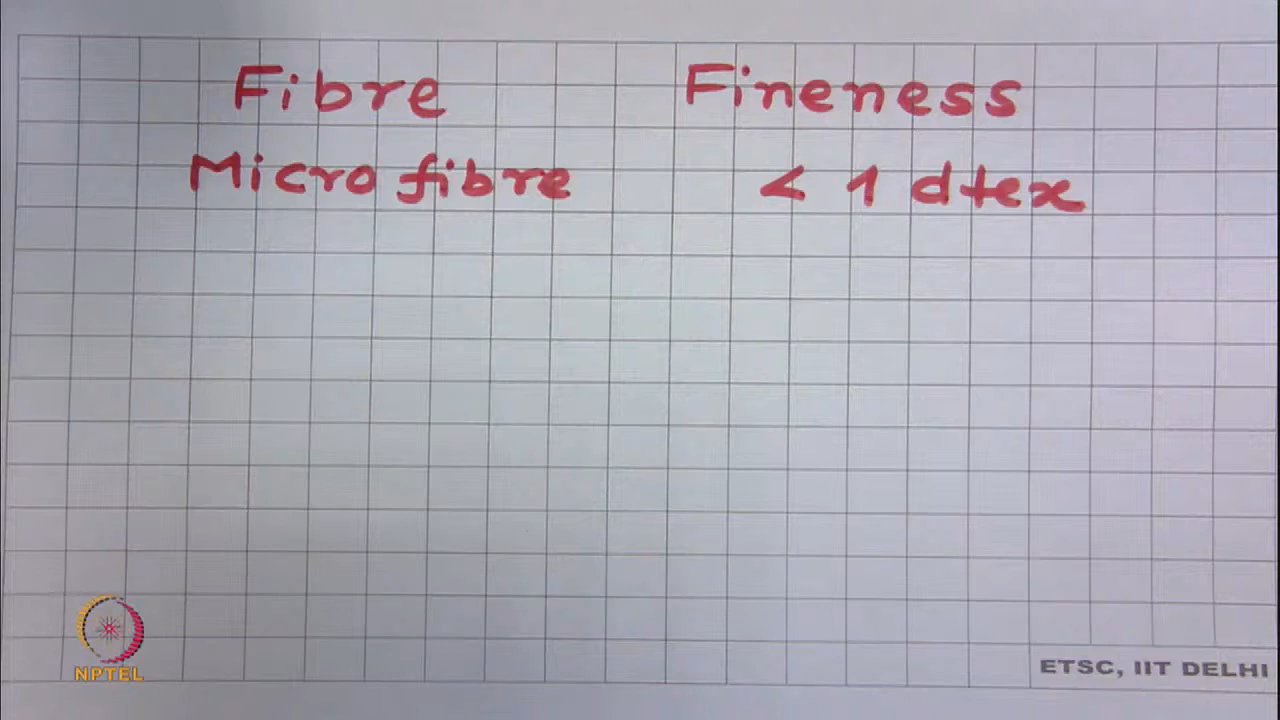 Fibre Fineness
Micro fibre < 1 dtex
NPTEL
ETSC, IIT DELHI